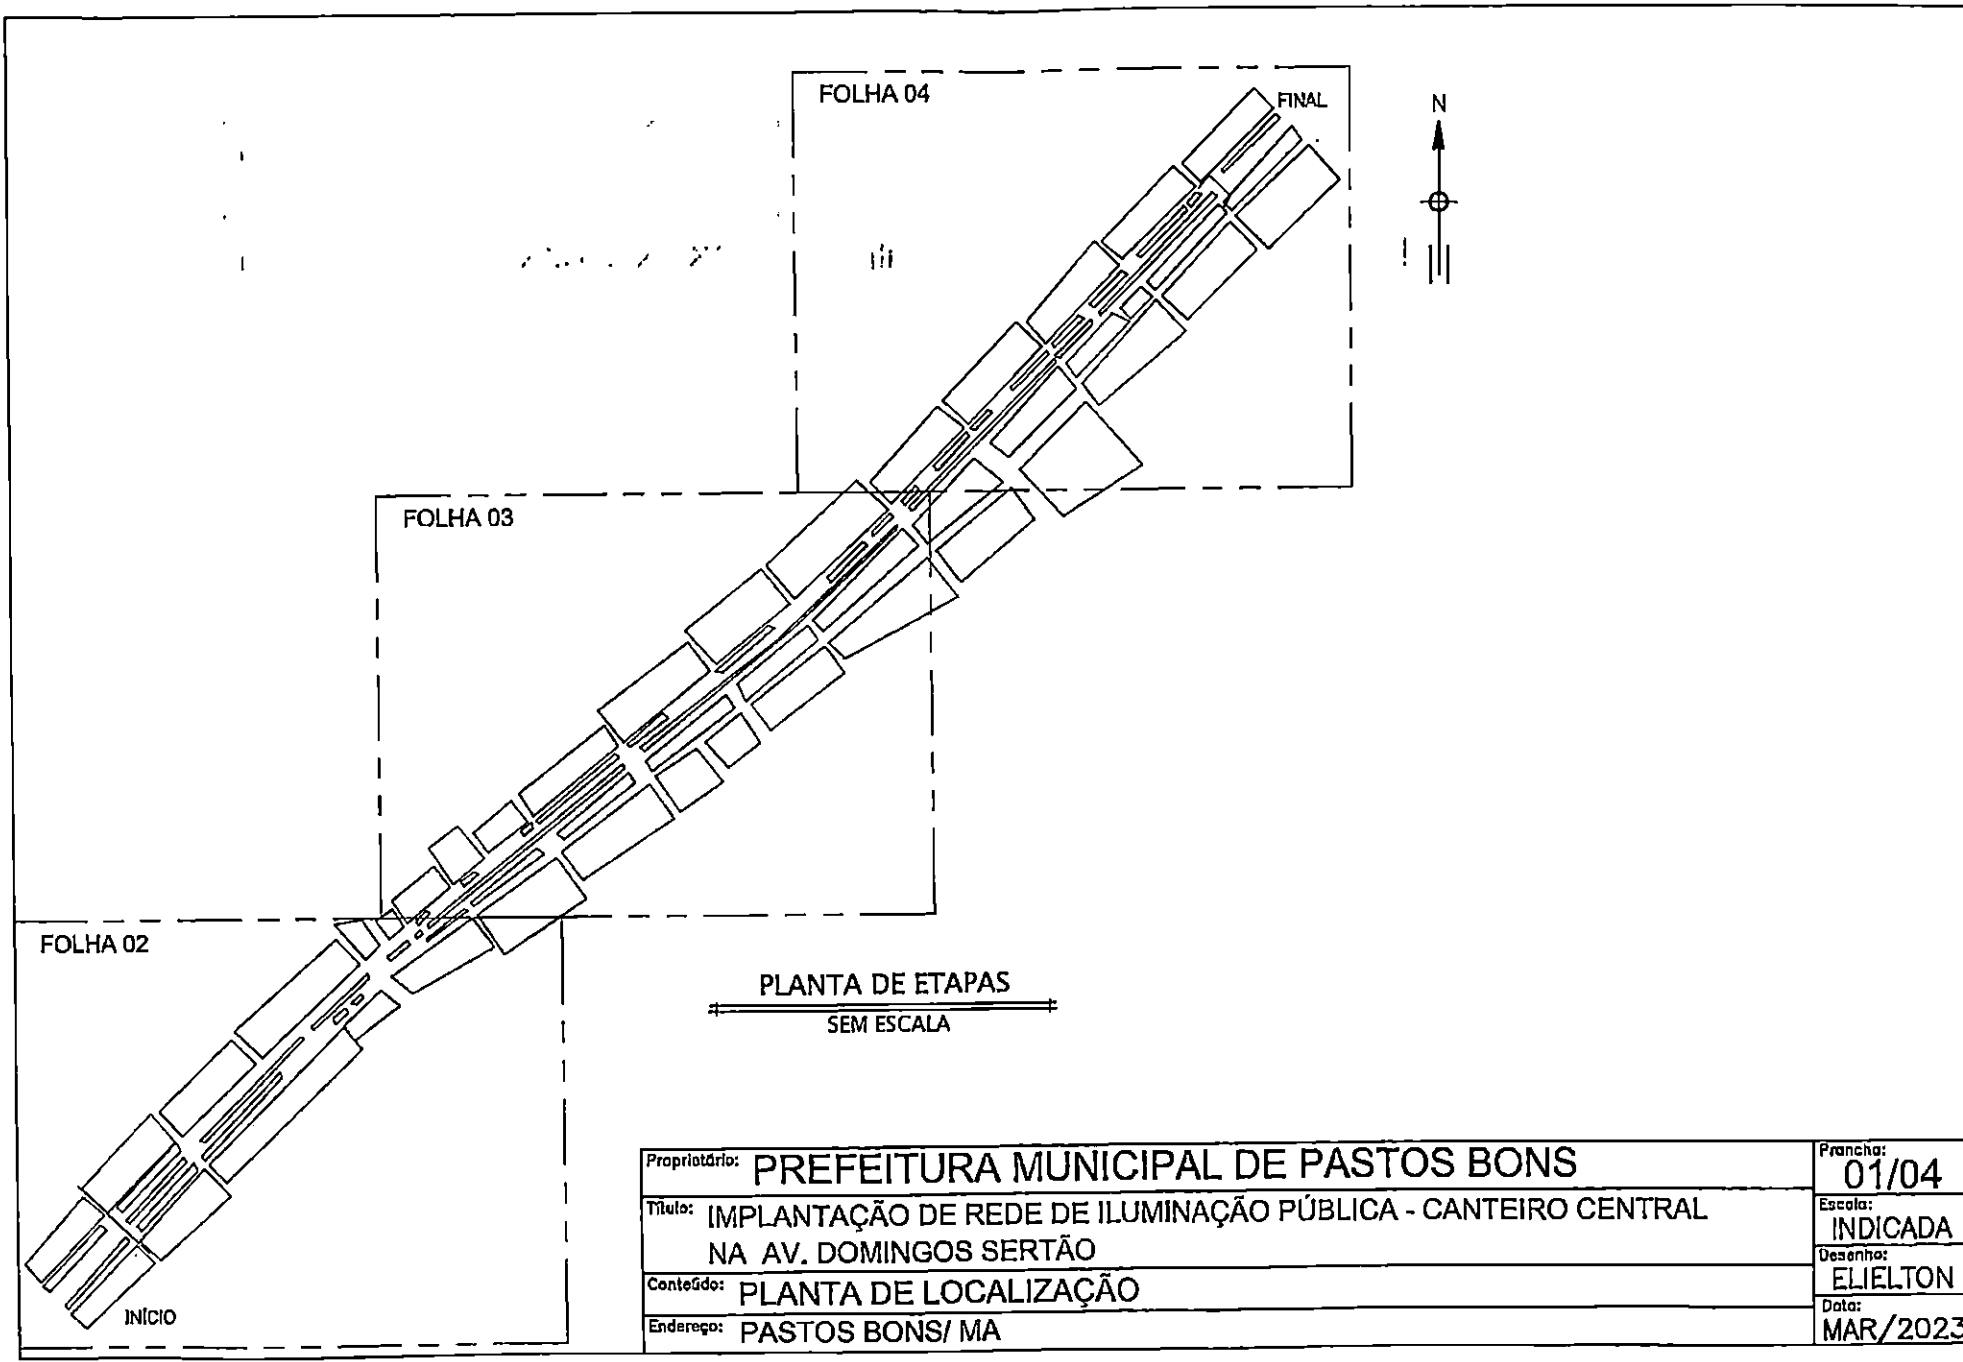 FOLHA 04
FINAL
N
FOLHA 03
FOLHA 02
PLANTA DE ETAPAS
SEM ESCALA
INÍCIO
Proprietário: PREFEITURA MUNICIPAL DE PASTOS BONS
Título: IMPLANTAÇÃO DE REDE DE ILUMINAÇÃO PÚBLICA - CANTEIRO CENTRAL
NA AV. DOMINGOS SERTÃO
Conteúdo: PLANTA DE LOCALIZAÇÃO
Endereço: PASTOS BONS/ MA
Prancha:
01/04
Escala:
INDICADA
Desenho:
ELIELTON
Data:
MAR/2023